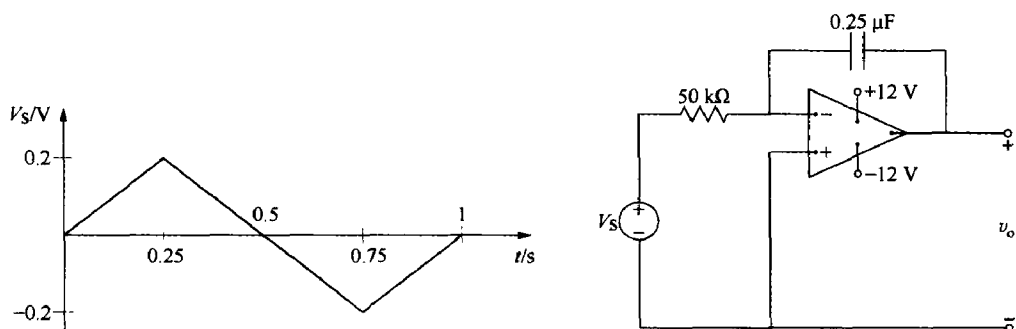 V_S/V
0.2
0.5
1
0.25
0.75
t/s
−0.2
0.25 μF
50 kΩ
+12 V
−
+
−12 V
V_S
+
−
+
v_o
−